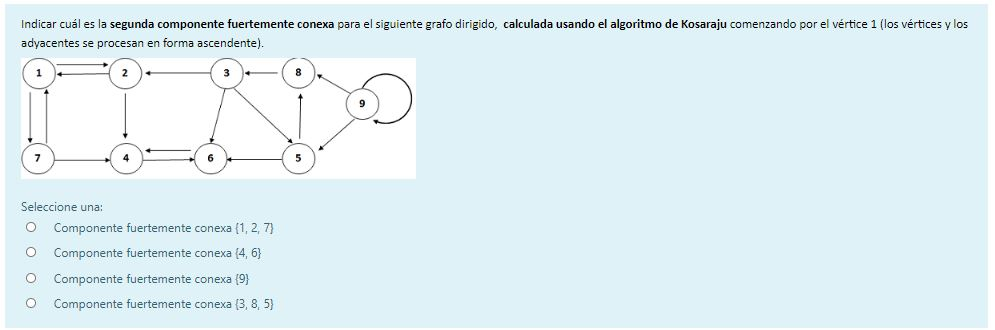 Indicar cuál es la segunda componente fuertemente conexa para el siguiente grafo dirigido, calculada usando el algoritmo de Kosaraju comenzando por el vértice 1 (los vértices y los
adyacentes se procesan en forma ascendente).
1 2 3 8
9
7 4 6 5
Seleccione una:
Componente fuertemente conexa {1, 2, 7}
Componente fuertemente conexa {4, 6}
Componente fuertemente conexa {9}
Componente fuertemente conexa {3, 8, 5}